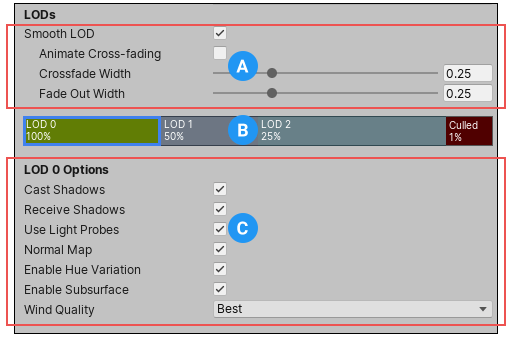 LODs
Smooth LOD
Animate Cross-fading
A
Crossfade Width 0.25
Fade Out Width 0.25
LOD 0 LOD 1 B LOD 2 Culled
100% 50% 25% 1%
LOD 0 Options
Cast Shadows
Receive Shadows
Use Light Probes C
Normal Map
Enable Hue Variation
Enable Subsurface
Wind Quality Best